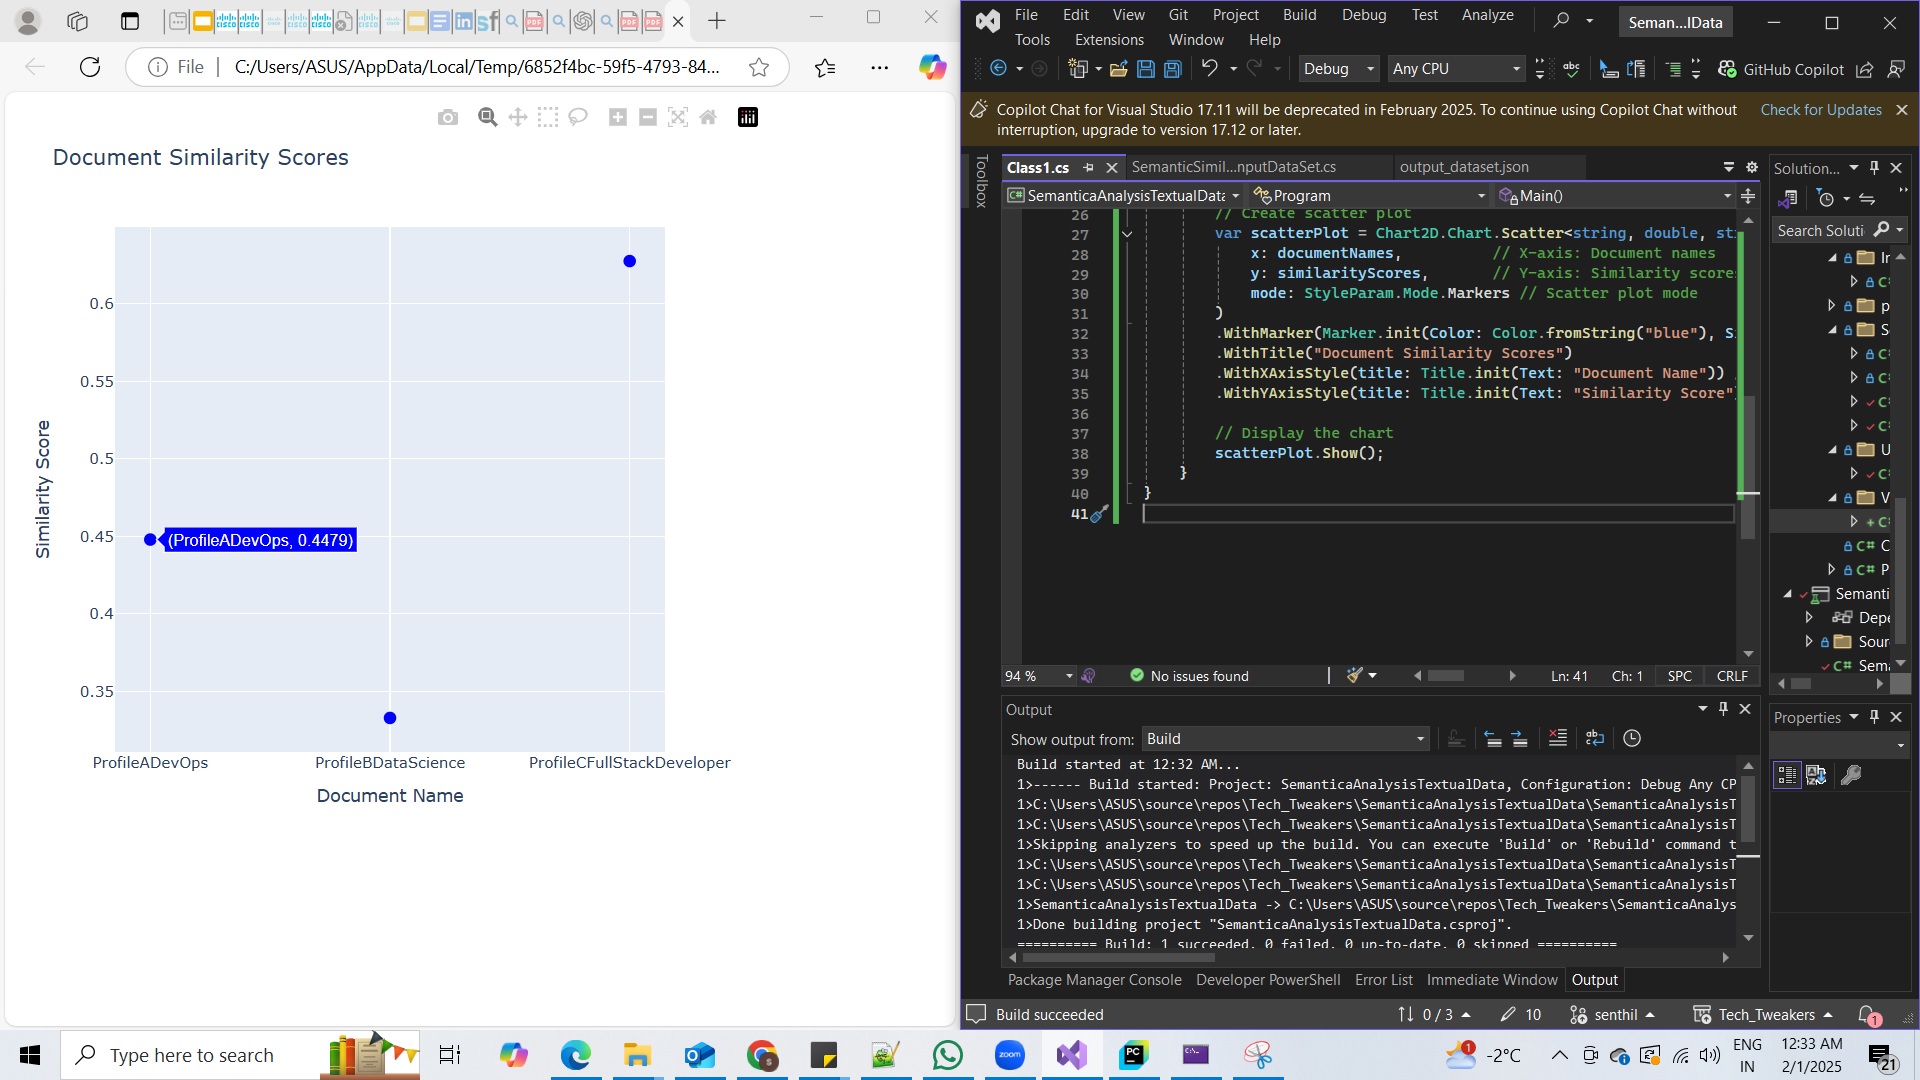 File
C:/Users/ASUS/AppData/Local/Temp/6852f4bc-59f5-4793-84...
Document Similarity Scores
0.6
0.55
0.5
0.45
0.4
0.35
Similarity Score
(ProfileADevOps, 0.4479)
ProfileADevOps
ProfileBDataScience
ProfileCFullStackDeveloper
Document Name
File Edit View Git Project Build Debug Test Analyze
Tools Extensions Window Help
Seman...lData
Debug
Any CPU
GitHub Copilot
Copilot Chat for Visual Studio 17.11 will be deprecated in February 2025. To continue using Copilot Chat without
interruption, upgrade to version 17.12 or later.
Check for Updates
Toolbox
Class1.cs
SemanticSimil...nputDataSet.cs
output_dataset.json
SemanticaAnalysisTextualData
Program
Main()
26 // Create scatter plot
27 var scatterPlot = Chart2D.Chart.Scatter<string, double, st
28 x: documentNames, // X-axis: Document names
29 y: similarityScores, // Y-axis: Similarity score
30 mode: StyleParam.Mode.Markers // Scatter plot mode
31 )
32 .WithMarker(Marker.init(Color: Color.fromString("blue"), S
33 .WithTitle("Document Similarity Scores")
34 .WithXAxisStyle(title: Title.init(Text: "Document Name"))
35 .WithYAxisStyle(title: Title.init(Text: "Similarity Score"
36
37 // Display the chart
38 scatterPlot.Show();
39 }
40 }
41
94 %
No issues found
Ln: 41 Ch: 1 SPC CRLF
Output
Show output from: Build
Build started at 12:32 AM...
1>------ Build started: Project: SemanticaAnalysisTextualData, Configuration: Debug Any CP
1>C:\Users\ASUS\source\repos\Tech_Tweakers\SemanticaAnalysisTextualData\SemanticaAnalysisT
1>C:\Users\ASUS\source\repos\Tech_Tweakers\SemanticaAnalysisTextualData\SemanticaAnalysisT
1>Skipping analyzers to speed up the build. You can execute 'Build' or 'Rebuild' command t
1>C:\Users\ASUS\source\repos\Tech_Tweakers\SemanticaAnalysisTextualData\SemanticaAnalysisT
1>C:\Users\ASUS\source\repos\Tech_Tweakers\SemanticaAnalysisTextualData\SemanticaAnalysisT
1>SemanticaAnalysisTextualData -> C:\Users\ASUS\source\repos\Tech_Tweakers\SemanticaAnalys
1>Done building project "SemanticaAnalysisTextualData.csproj".
========== Build: 1 succeeded, 0 failed, 0 up-to-date, 0 skipped ==========
Package Manager Console Developer PowerShell Error List Immediate Window Output
Solution...
Search Soluti
In
C#
p
S
U
V
C# C
C# P
Semanti
Depe
Sour
C# Sema
Properties
Build succeeded
0 / 3
10
senthil
Tech_Tweakers
1
Type here to search
zoom
-2°C
ENG
IN
12:33 AM
2/1/2025
21